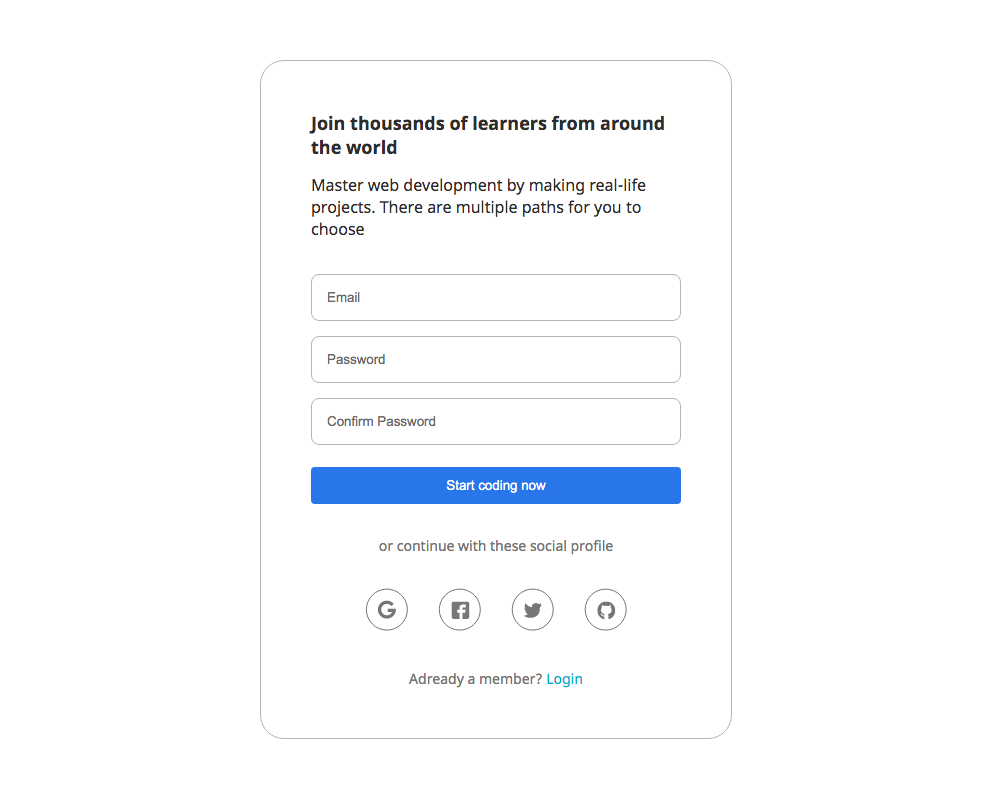 Join thousands of learners from around
the world
Master web development by making real-life
projects. There are multiple paths for you to
choose
Email
Password
Confirm Password
Start coding now
or continue with these social profile
Adready a member? Login